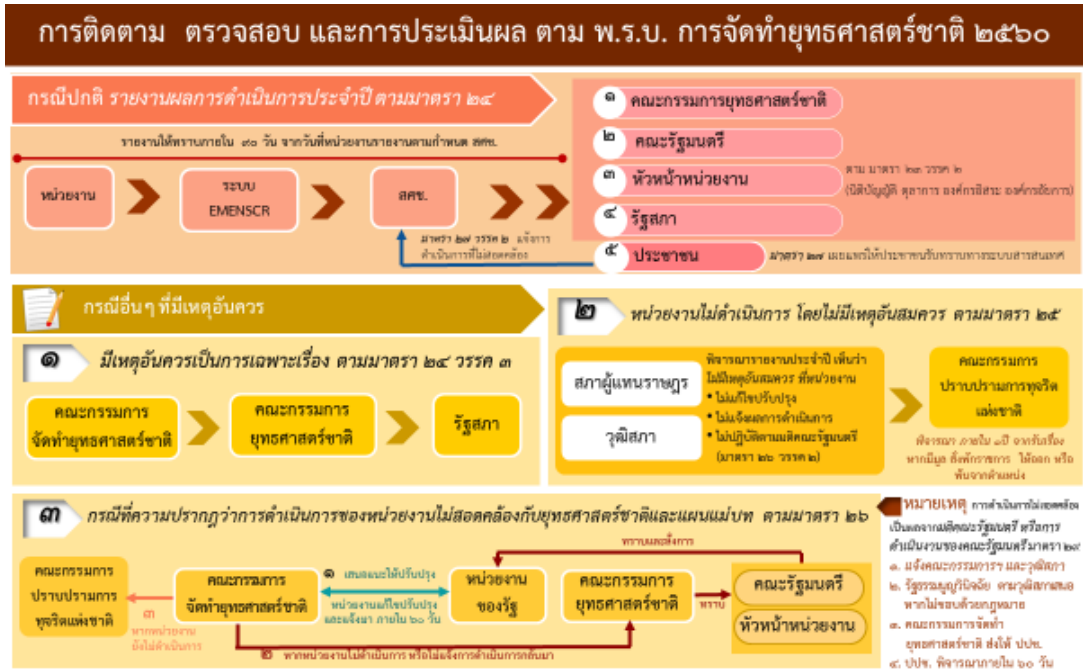 การติดตาม ตรวจสอบ และการประเมินผล ตาม พ.ร.บ. การจัดทำยุทธศาสตร์ชาติ ๒๕๖๐
กรณีปกติ รายงานผลการดำเนินการประจำปี ตามมาตรา ๒๔
รายงานให้ทราบภายใน ๙๐ วัน จากวันที่หน่วยงานรายงานตามกำหนด สศช.
หน่วยงาน
ระบบ
EMENSCR
สศช.
มาตรา ๒๗ วรรค ๒ แจ้งการ
ดำเนินการที่ไม่สอดคล้อง
๑ คณะกรรมการยุทธศาสตร์ชาติ
๒ คณะรัฐมนตรี
๓ หัวหน้าหน่วยงาน
ตาม มาตรา ๒๓ วรรค ๒
(นิติบัญญัติ ตุลาการ องค์กรอิสระ องค์กรอัยการ)
๔ รัฐสภา
๕ ประชาชน
มาตรา ๒๗ เผยแพร่ให้ประชาชนรับทราบทางระบบสารสนเทศ
กรณีอื่นๆ ที่มีเหตุอันควร
๑ มีเหตุอันควรเป็นการเฉพาะเรื่อง ตามมาตรา ๒๔ วรรค ๓
คณะกรรมการ
จัดทำยุทธศาสตร์ชาติ
คณะกรรมการ
ยุทธศาสตร์ชาติ
รัฐสภา
๒ หน่วยงานไม่ดำเนินการ โดยไม่มีเหตุอันสมควร ตามมาตรา ๒๕
สภาผู้แทนราษฎร
วุฒิสภา
พิจารณารายงานประจำปี เห็นว่า
ไม่มีเหตุอันสมควร ที่หน่วยงาน
• ไม่แก้ไขปรับปรุง
• ไม่แจ้งผลการดำเนินการ
• ไม่ปฏิบัติตามมติคณะรัฐมนตรี
(มาตรา ๒๖ วรรค ๒)
คณะกรรมการ
ปราบปรามการทุจริต
แห่งชาติ
พิจารณา ภายใน ๑ปี จากรับเรื่อง
หากมีมูล สั่งพักราชการ ให้ออก หรือ
พ้นจากตำแหน่ง
๓ กรณีที่ความปรากฏว่าการดำเนินการของหน่วยงานไม่สอดคล้องกับยุทธศาสตร์ชาติและแผนแม่บท ตามมาตรา ๒๖
ทราบและสั่งการ
คณะกรรมการ
ปราบปรามการ
ทุจริตแห่งชาติ
๓
หากหน่วยงาน
ยังไม่ดำเนินการ
คณะกรรมการ
จัดทำยุทธศาสตร์ชาติ
๑ เสนอแนะให้ปรับปรุง
หน่วยงานแก้ไขปรับปรุง
และแจ้งมา ภายใน ๖๐ วัน
หน่วยงาน
ของรัฐ
คณะกรรมการ
ยุทธศาสตร์ชาติ
ทราบ
คณะรัฐมนตรี
หัวหน้าหน่วยงาน
๒ หากหน่วยงานไม่ดำเนินการ หรือไม่แจ้งการดำเนินการกลับมา
หมายเหตุ การดำเนินการไม่สอดคล้อง
เป็นผลจากมติคณะรัฐมนตรี หรือการ
ดำเนินงานของคณะรัฐมนตรีมาตรา ๒๙
๑. แจ้งคณะกรรมการฯ และวุฒิสภา
๒. รัฐธรรมนูญวินิจฉัย ตามวุฒิสภาเสนอ
หากไม่ชอบด้วยกฎหมาย
๓. คณะกรรมการจัดทำ
ยุทธศาสตร์ชาติ ส่งให้ ปปช.
๔. ปปช. พิจารณาภายใน ๖๐ วัน